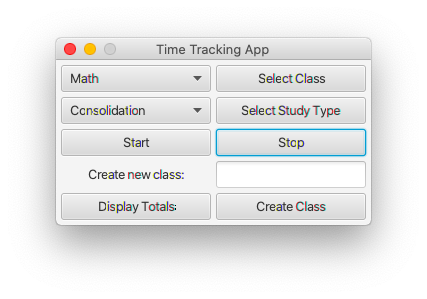 Time Tracking App
Math Select Class
Consolidation Select Study Type
Start Stop
Create new class:
Display Totals: Create Class